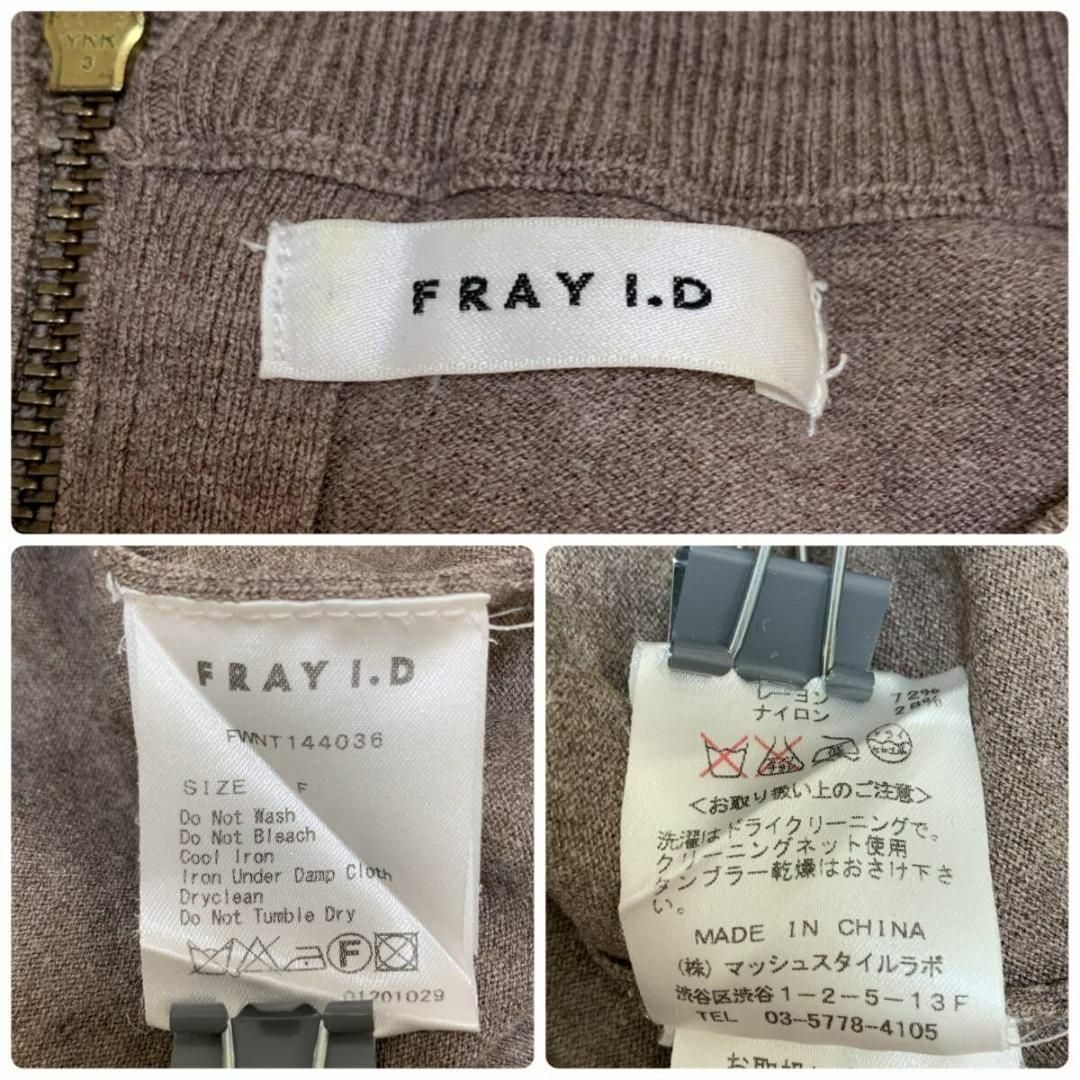 YKK
3
FRAY I.D
FRAY I.D
FWNT144036
SIZE F
Do Not Wash
Do Not Bleach
Cool Iron
Iron Under Damp Cloth
Dryclean
Do Not Tumble Dry
F
01201029
レーヨン 72%
ナイロン 28%
ドライ
<お取り扱い上のご注意>
洗濯はドライクリーニングで。
クリーニングネット使用
タンブラー乾燥はおさけ下さ
い。
MADE IN CHINA
(株) マッシュスタイルラボ
渋谷区渋谷1-2-5-13F
TEL 03-5778-4105